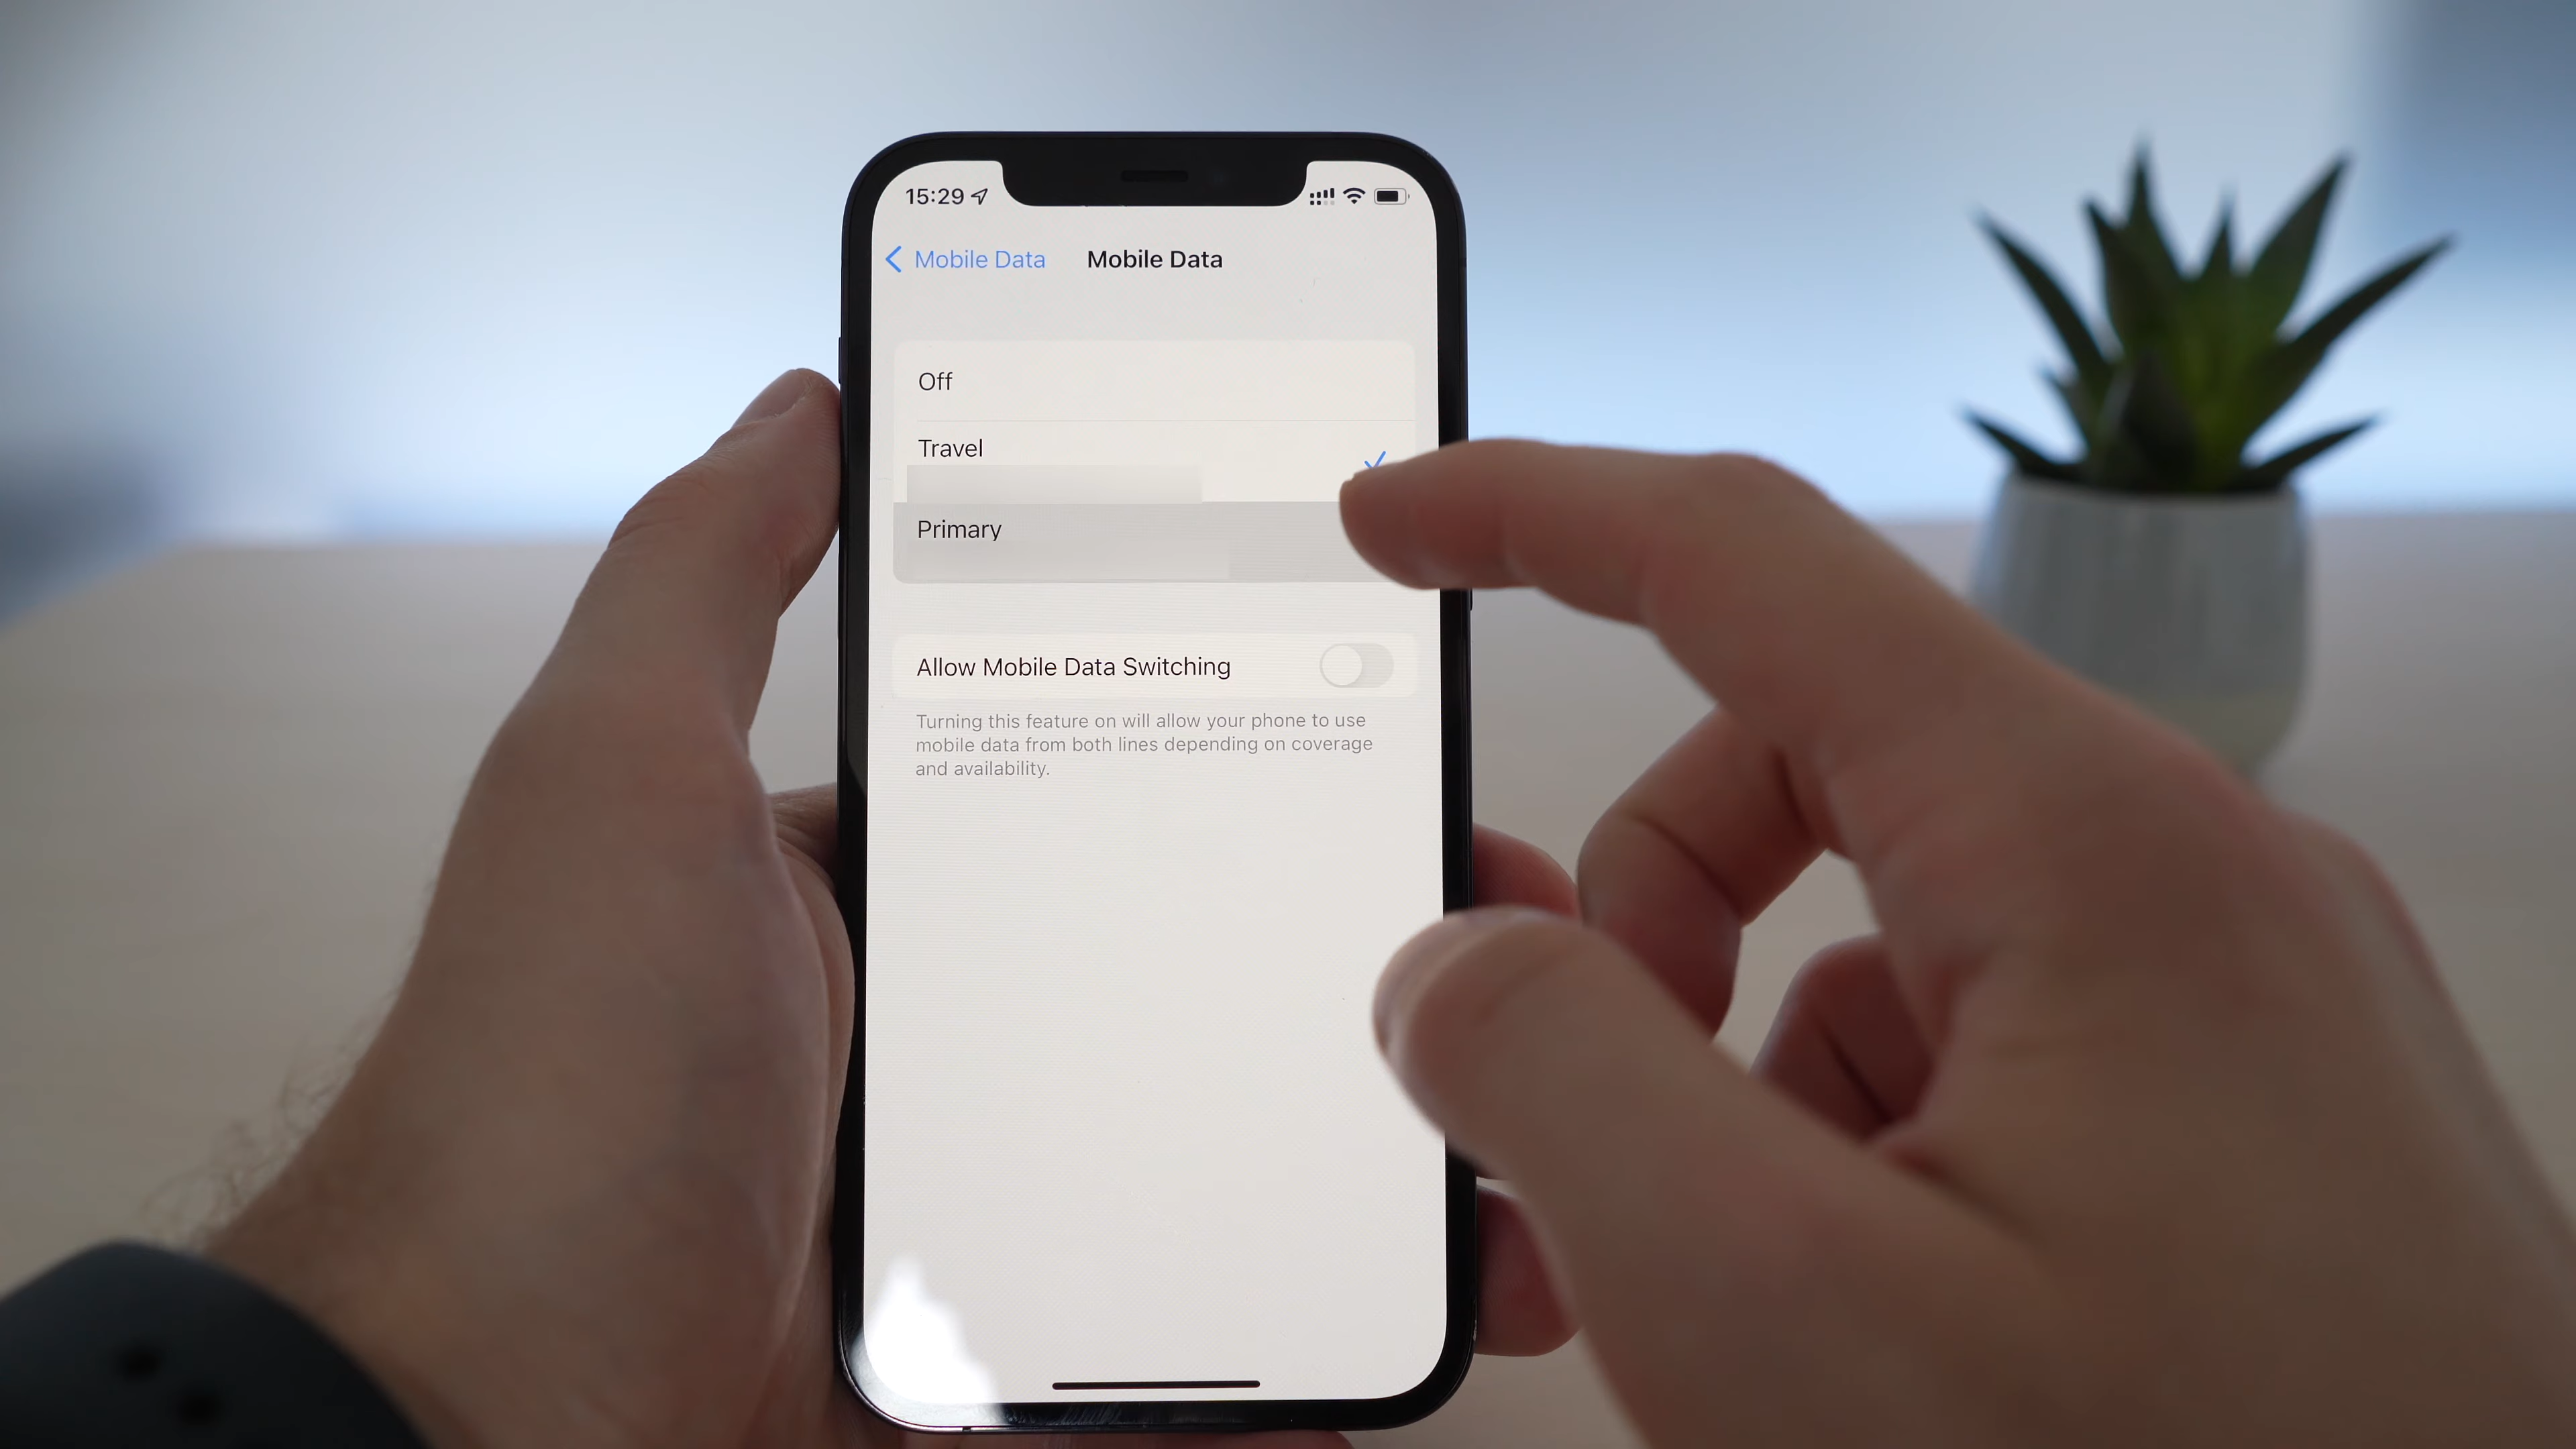 15:29
Mobile Data Mobile Data
Off
Travel
Primary
Allow Mobile Data Switching
Turning this feature on will allow your phone to use
mobile data from both lines depending on coverage
and availability.